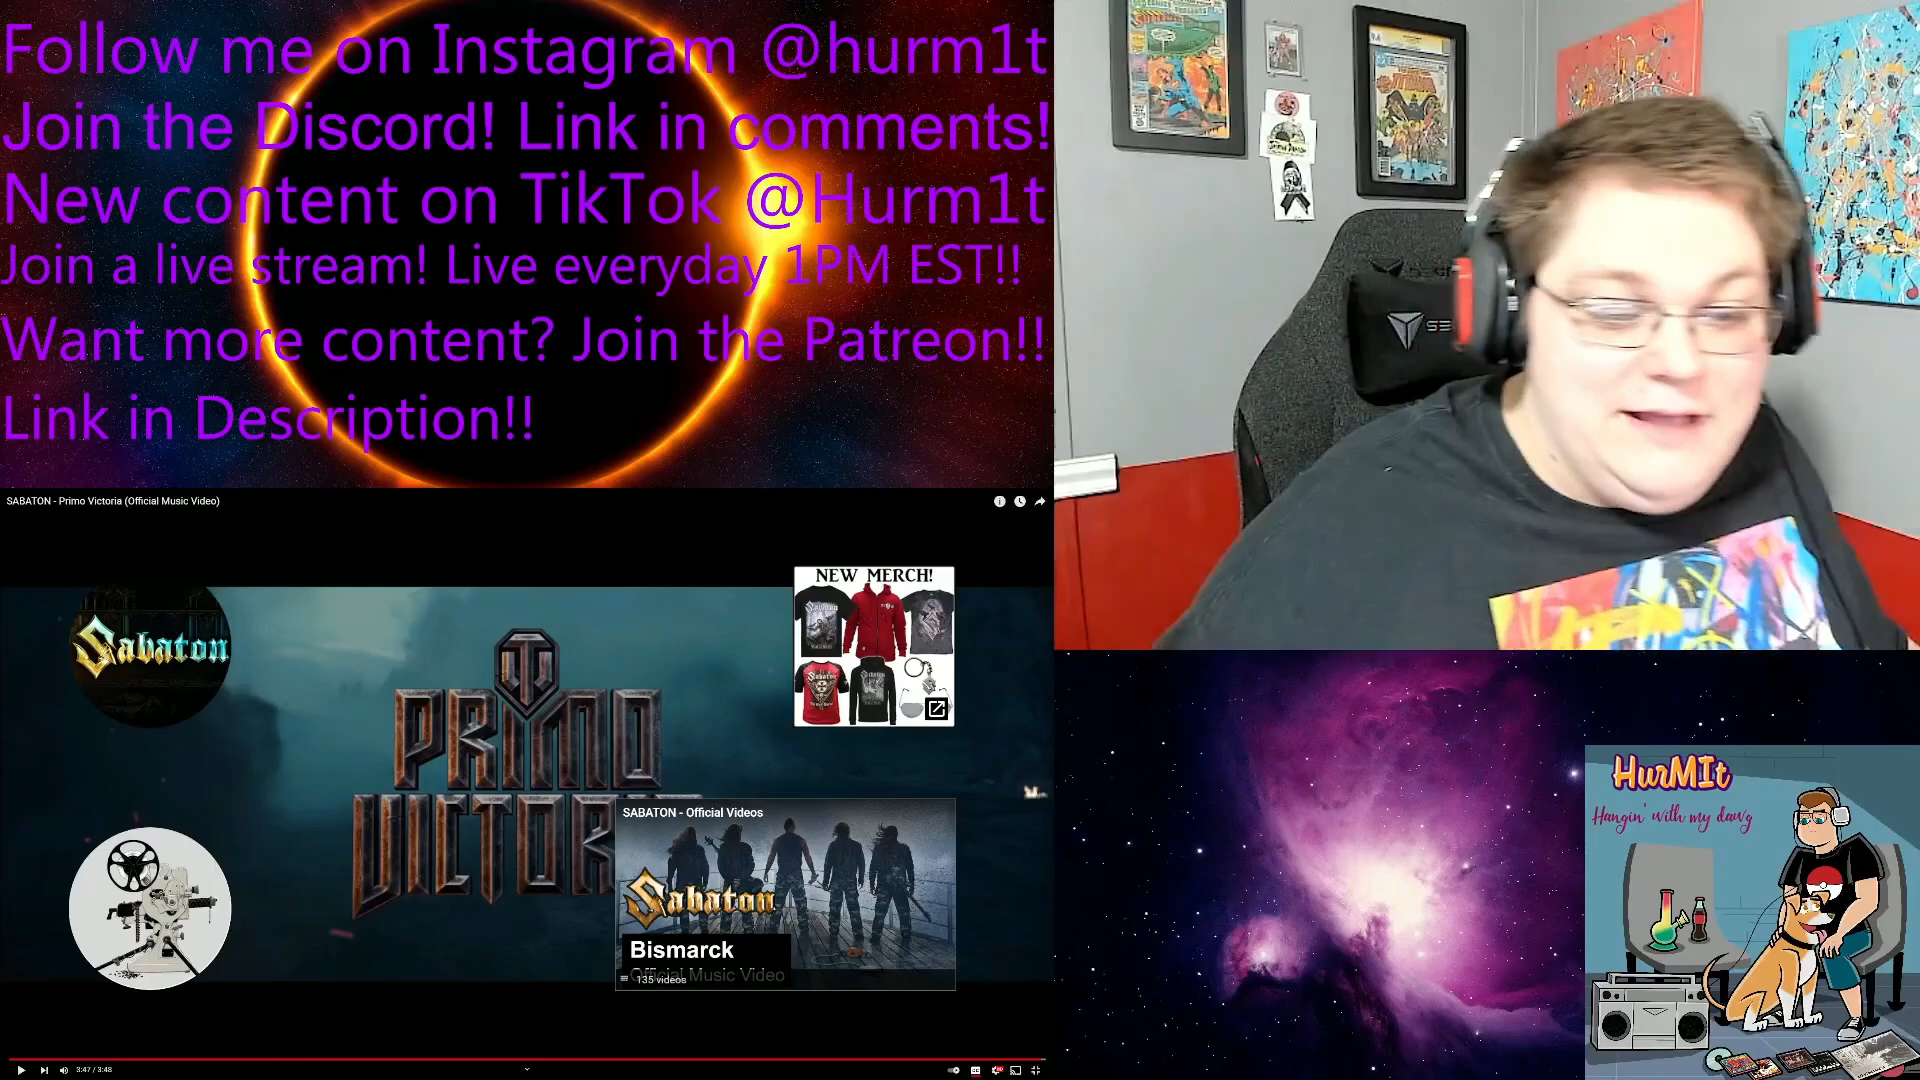 Follow me on Instagram @hurm1t
Join the Discord! Link in comments!
New content on TikTok @Hurm1t
Join a live stream! Live everyday 1PM EST!!
Want more content? Join the Patreon!!
Link in Description!!
SABATON - Primo Victoria (Official Music Video)
NEW MERCH!
Sabaton
PRIMO
VICTOR
SABATON - Official Videos
Sabaton
Bismarck
Official Music Video
135 videos
3:47 / 3:48
HurMIt
Hangin' with my dawg